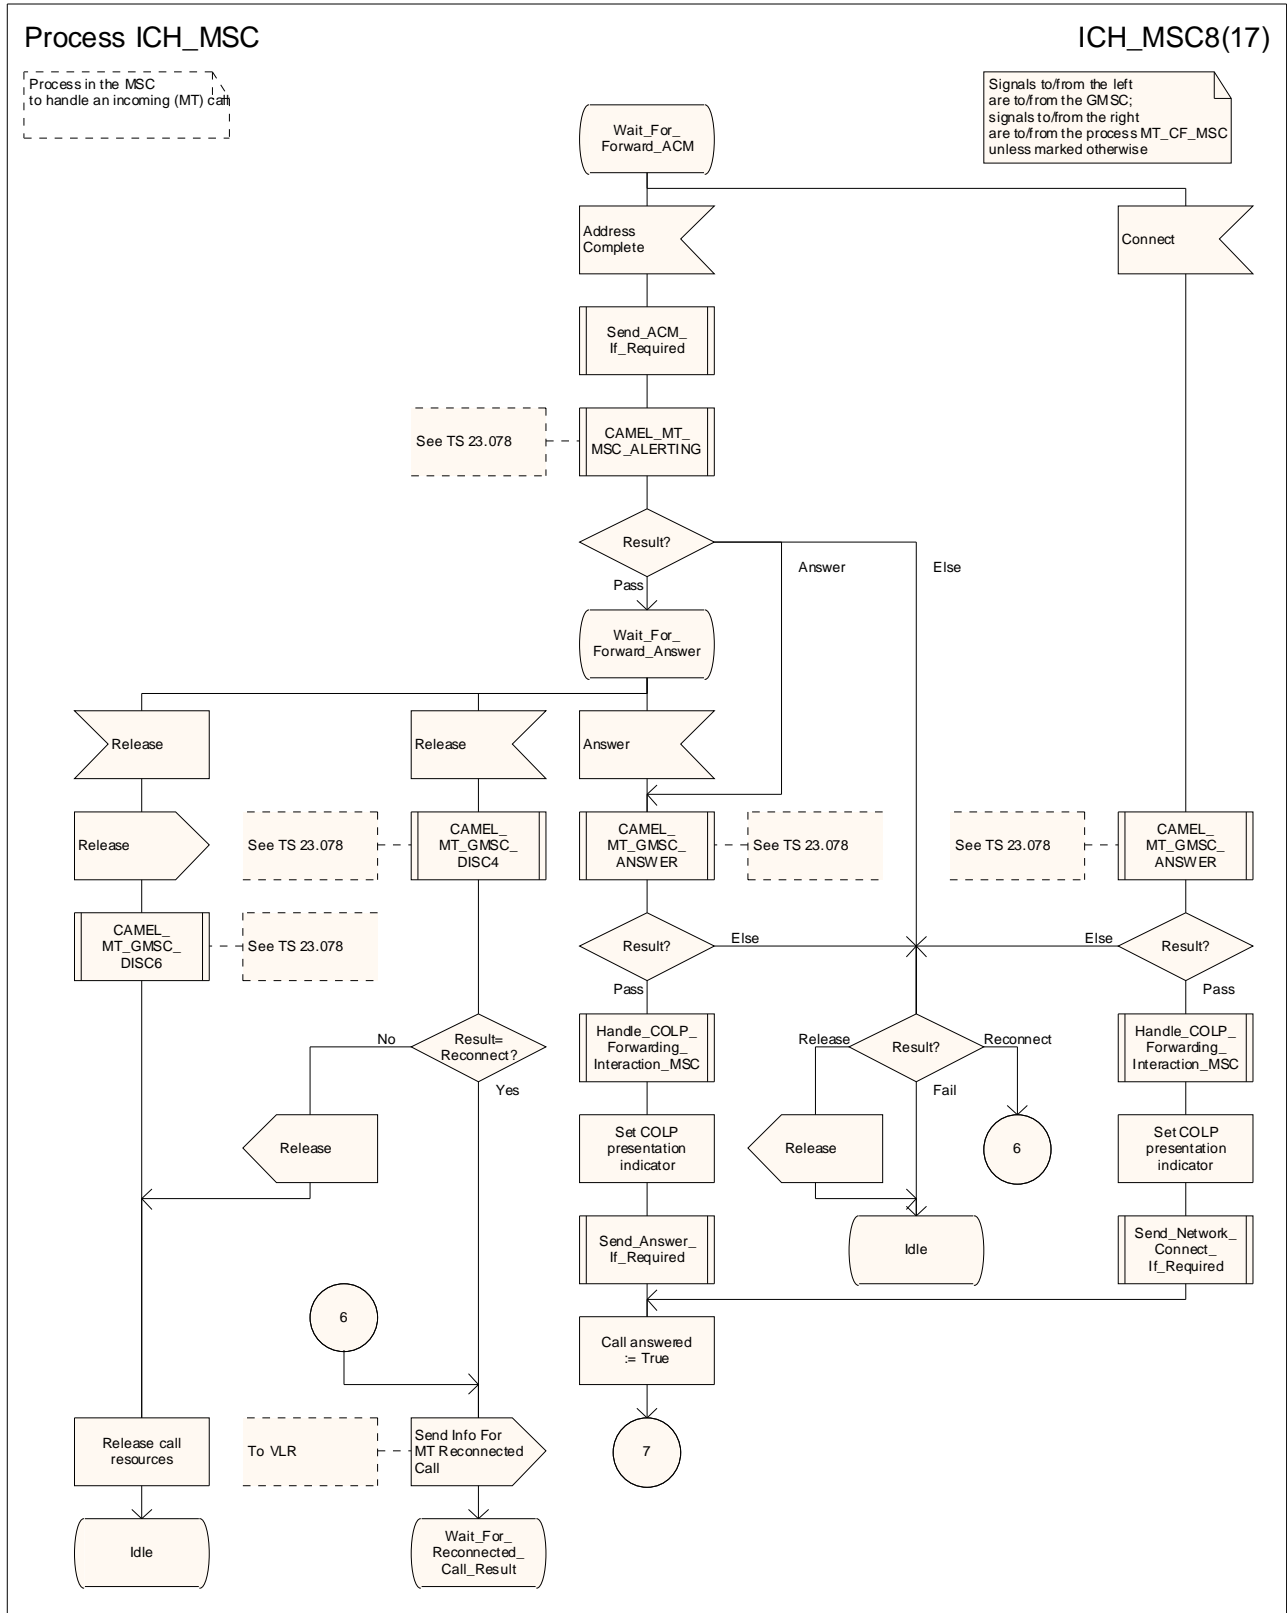 Process ICH_MSC
ICH_MSC8(17)
Process in the MSC
to handle an incoming (MT) call
Signals to/from the left
are to/from the GMSC;
signals to/from the right
are to/from the process MT_CF_MSC
unless marked otherwise
Wait_For_
Forward_ACM
Address
Complete
Connect
Send_ACM_
If_Required
See TS 23.078
CAMEL_MT_
MSC_ALERTING
Result?
Answer
Else
Pass
Wait_For_
Forward_Answer
Release
Release
Answer
Release
See TS 23.078
CAMEL_
MT_GMSC_
DISC4
CAMEL_
MT_GMSC_
ANSWER
See TS 23.078
See TS 23.078
CAMEL_
MT_GMSC_
ANSWER
CAMEL_
MT_GMSC_
DISC6
See TS 23.078
Result?
Else
Else
Result?
Pass
Pass
No
Result=
Reconnect?
Yes
Handle_COLP_
Forwarding_
Interaction_MSC
Release
Result?
Reconnect
Fail
Handle_COLP_
Forwarding_
Interaction_MSC
Release
Set COLP
presentation
indicator
Release
6
Set COLP
presentation
indicator
Send_Answer_
If_Required
Idle
Send_Network_
Connect_
If_Required
6
Call answered
:= True
Release call
resources
To VLR
Send Info For
MT Reconnected
Call
7
Idle
Wait_For_
Reconnected_
Call_Result